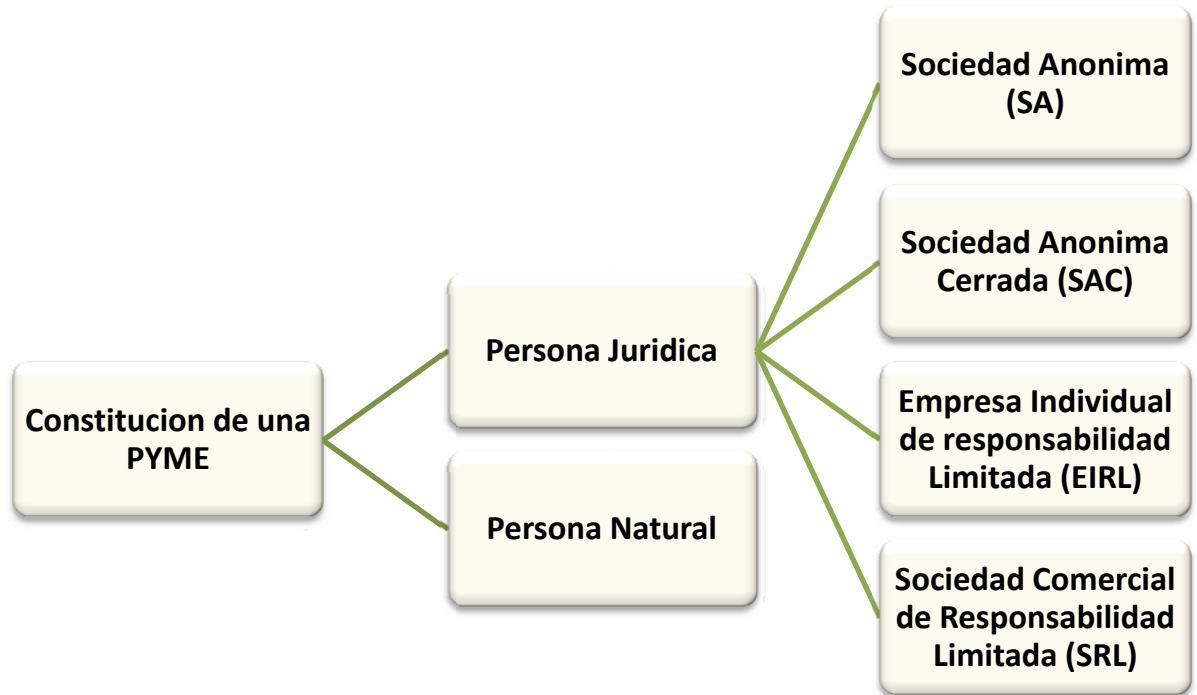 Constitucion de una
PYME
Persona Juridica
Persona Natural
Sociedad Anonima
(SA)
Sociedad Anonima
Cerrada (SAC)
Empresa Individual
de responsabilidad
Limitada (EIRL)
Sociedad Comercial
de Responsabilidad
Limitada (SRL)